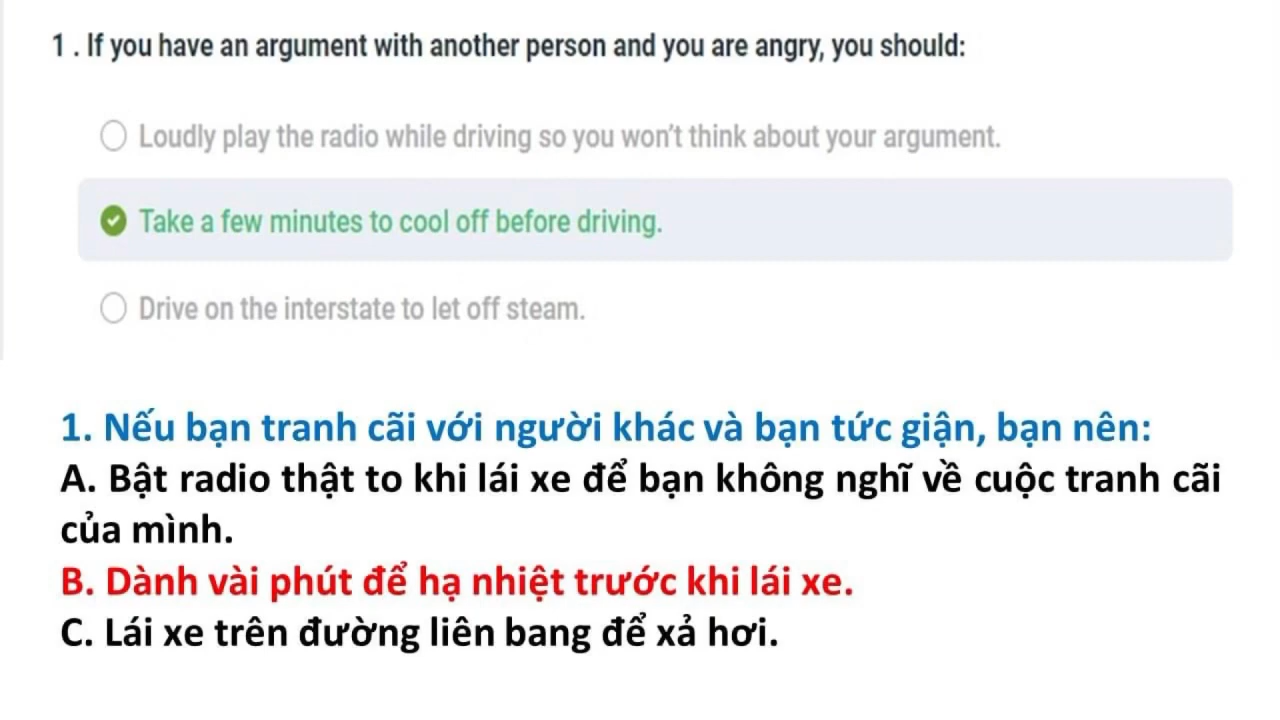 1 . If you have an argument with another person and you are angry, you should:
Loudly play the radio while driving so you won't think about your argument.
Take a few minutes to cool off before driving.
Drive on the interstate to let off steam.
1. Nếu bạn tranh cãi với người khác và bạn tức giận, bạn nên:
A. Bật radio thật to khi lái xe để bạn không nghĩ về cuộc tranh cãi
của mình.
B. Dành vài phút để hạ nhiệt trước khi lái xe.
C. Lái xe trên đường liên bang để xả hơi.